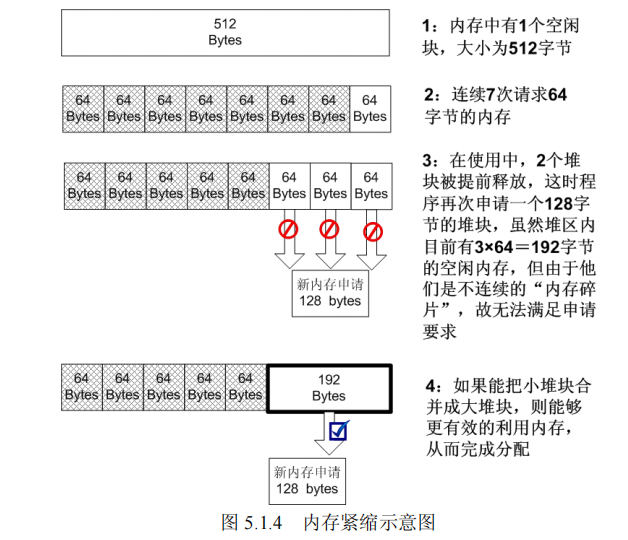 512
Bytes
1：内存中有1个空闲
块，大小为512字节
64 64 64 64 64 64 64 64
Bytes Bytes Bytes Bytes Bytes Bytes Bytes Bytes
2：连续7次请求64
字节的内存
64 64 64 64 64 64 64 64
Bytes Bytes Bytes Bytes Bytes Bytes Bytes Bytes
新内存申请
128 bytes
3：在使用中，2个堆
块被提前释放，这时程
序再次申请一个128字
节的堆块，虽然堆区内
目前有3×64＝192字节
的空闲内存，但由于他
们是不连续的“内存碎
片”，故无法满足申请
要求
64 64 64 64 64 192
Bytes Bytes Bytes Bytes Bytes Bytes
新内存申请
128 bytes
4：如果能把小堆块合
并成大堆块，则能够
更有效的利用内存，
从而完成分配
图 5.1.4 内存紧缩示意图